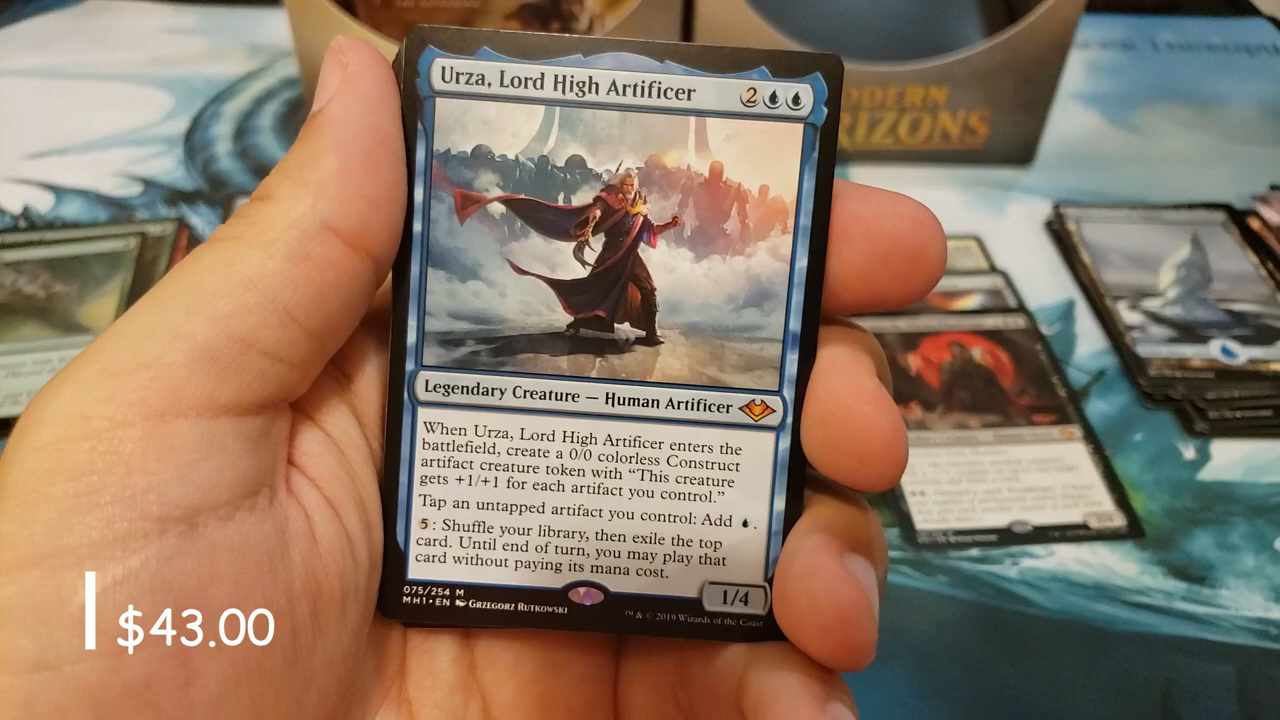 ODERN
RIZONS
Urza, Lord High Artificer 2
Legendary Creature — Human Artificer
When Urza, Lord High Artificer enters the
battlefield, create a 0/0 colorless Construct
artifact creature token with “This creature
gets +1/+1 for each artifact you control.”
Tap an untapped artifact you control: Add .
5: Shuffle your library, then exile the top
card. Until end of turn, you may play that
card without paying its mana cost.
1/4
075/254 M
MH1 • EN Grzegorz Rutkowski
™ & © 2019 Wizards of the Coast
$43.00